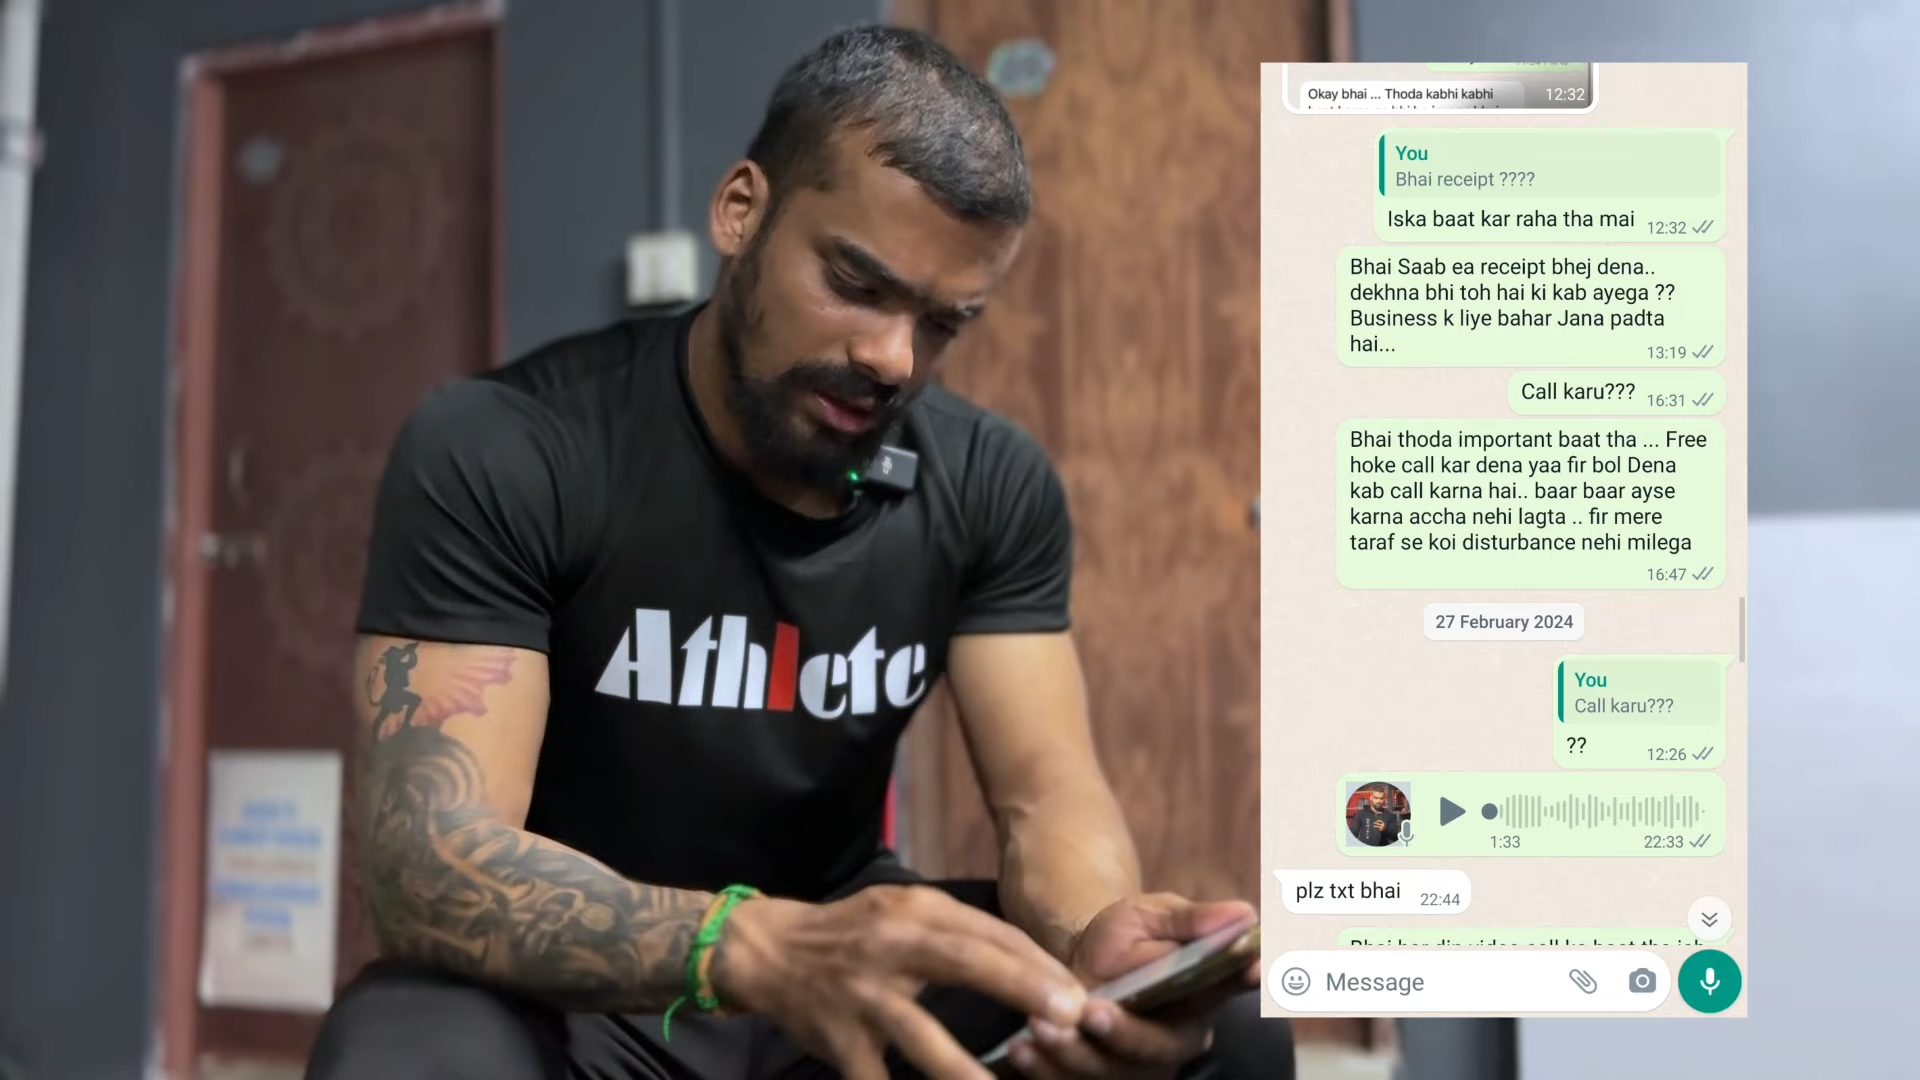 Athlete
Okay bhai ... Thoda kabhi kabhi
12:32
You
Bhai receipt ????
Iska baat kar raha tha mai
12:32
Bhai Saab ea receipt bhej dena..
dekhna bhi toh hai ki kab ayega ??
Business k liye bahar Jana padta
hai...
13:19
Call karu???
16:31
Bhai thoda important baat tha ... Free
hoke call kar dena yaa fir bol Dena
kab call karna hai.. baar baar ayse
karna accha nehi lagta .. fir mere
taraf se koi disturbance nehi milega
16:47
27 February 2024
You
Call karu???
??
12:26
1:33
22:33
plz txt bhai
22:44
Message